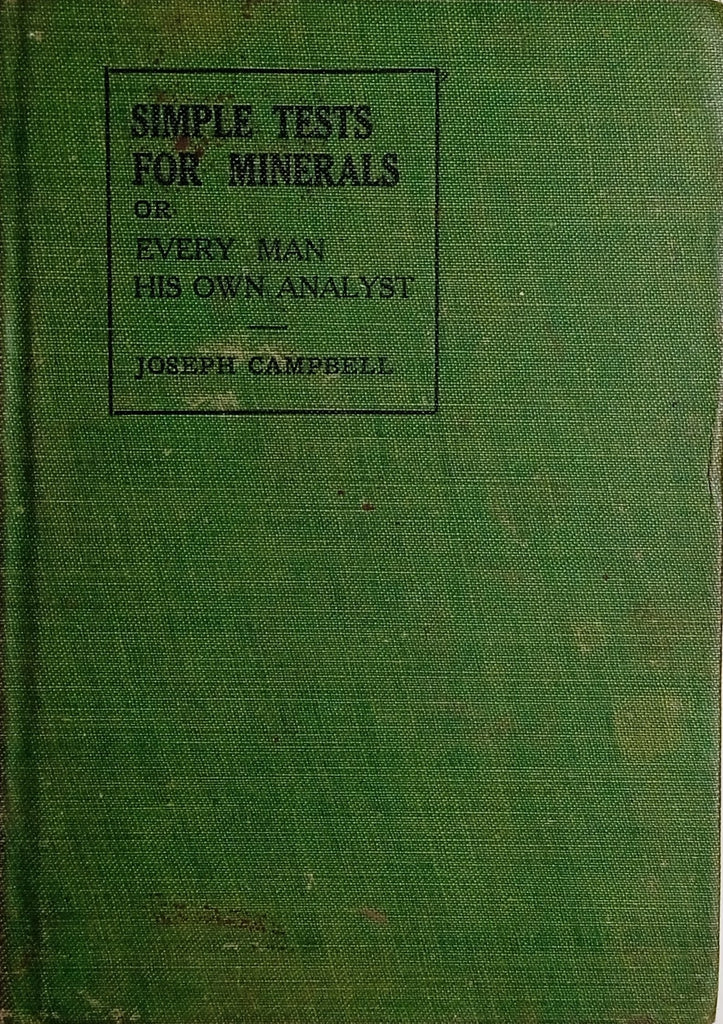 SIMPLE TESTS
FOR MINERALS
OR
EVERY MAN
HIS OWN ANALYST
JOSEPH CAMPBELL